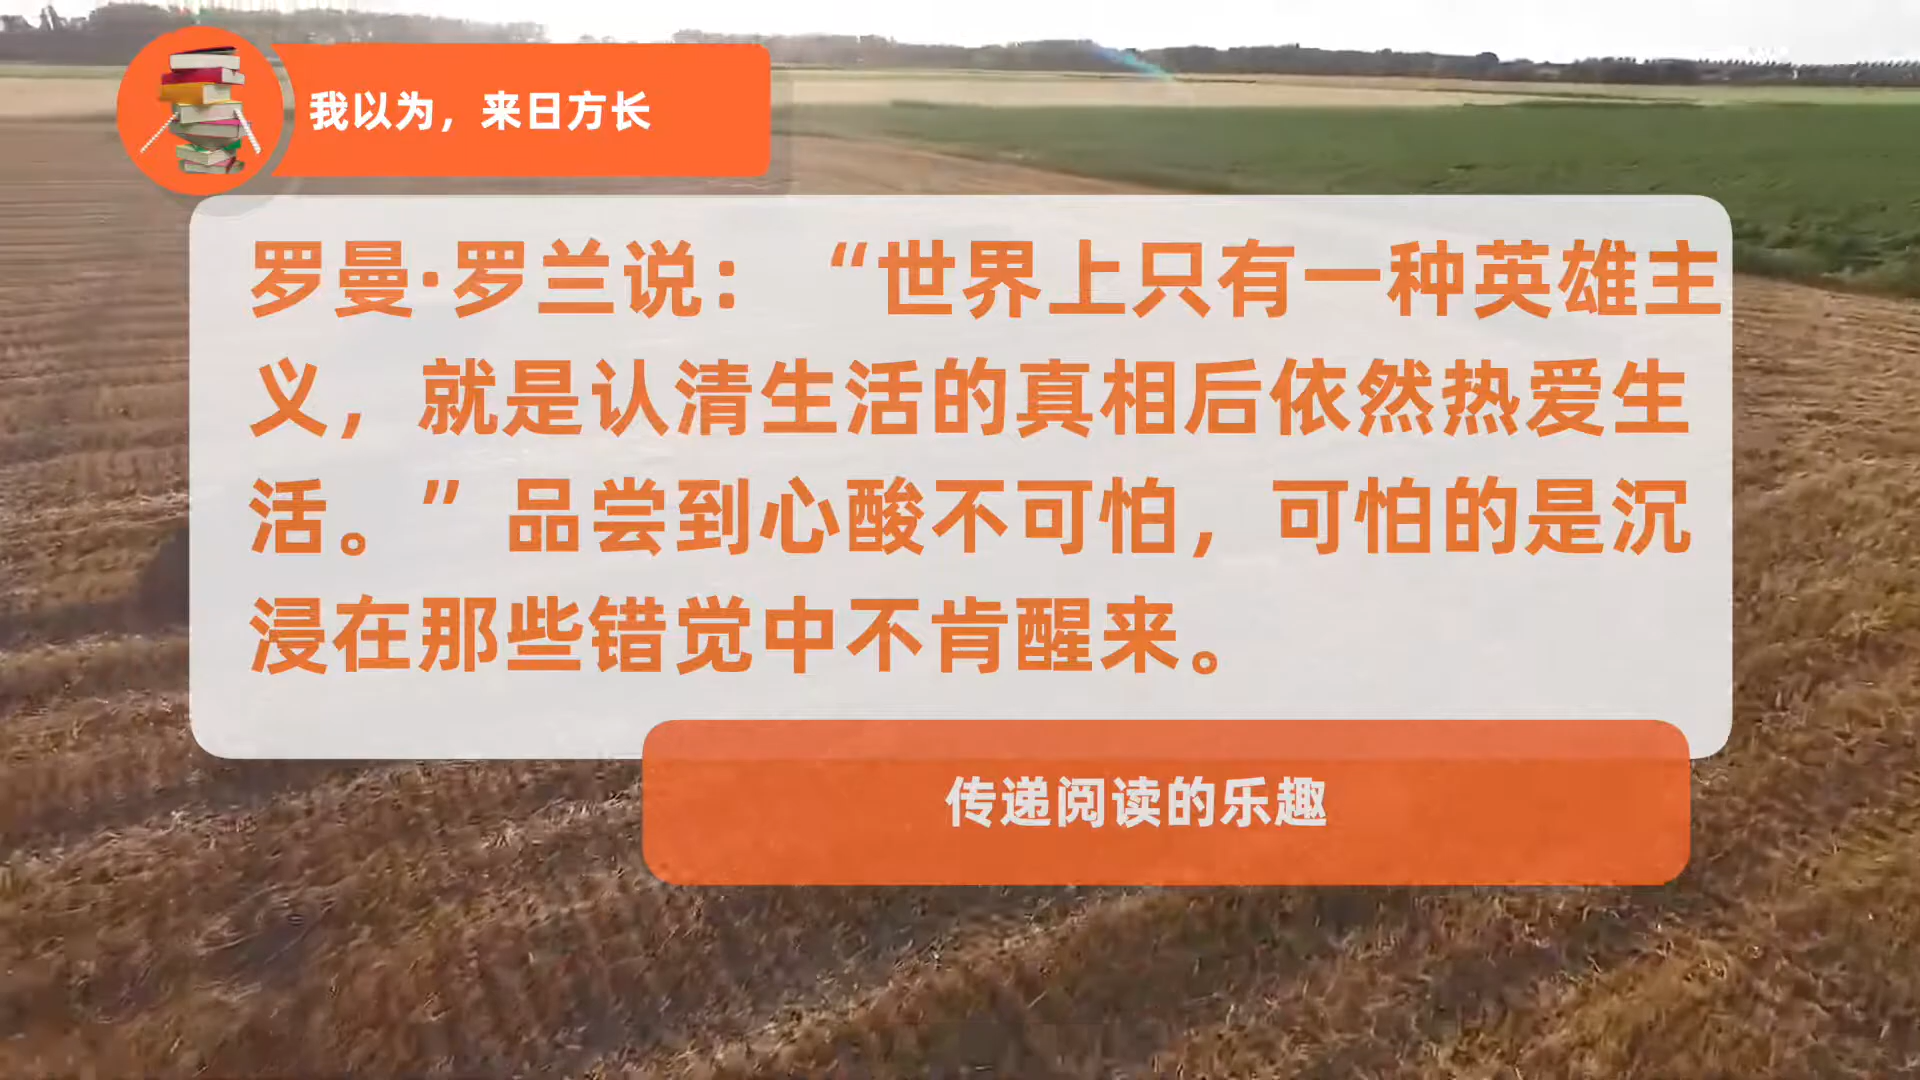 我以为，来日方长
罗曼·罗兰说：“世界上只有一种英雄主
义，就是认清生活的真相后依然热爱生
活。”品尝到心酸不可怕，可怕的是沉
浸在那些错觉中不肯醒来。
传递阅读的乐趣